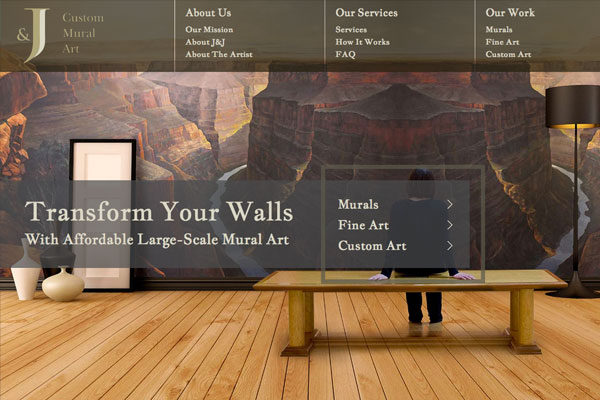 &J
Custom
Mural
Art
About Us
Our Mission
About J&J
About The Artist
Our Services
Services
How It Works
FAQ
Our Work
Murals
Fine Art
Custom Art
Transform Your Walls
With Affordable Large-Scale Mural Art
Murals
Fine Art
Custom Art